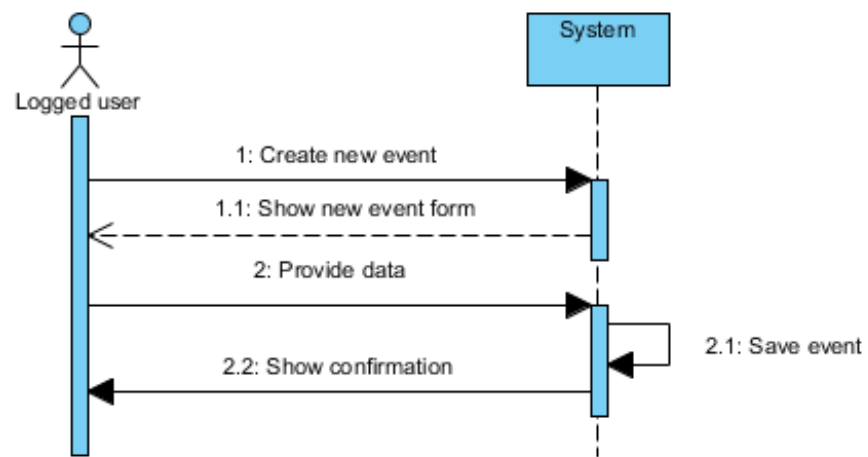 System
Logged user
1: Create new event
1.1: Show new event form
2: Provide data
2.1: Save event
2.2: Show confirmation